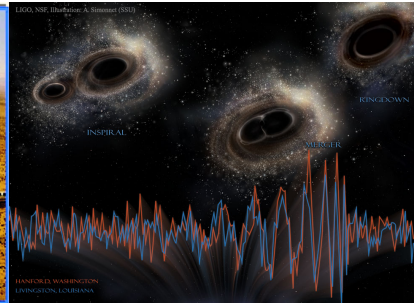 LIGO, NSF, Illustration: A. Simonnet (SSU)
RINGDOWN
INSPIRAL
MERGER
HANFORD, WASHINGTON
LIVINGSTON, LOUISIANA